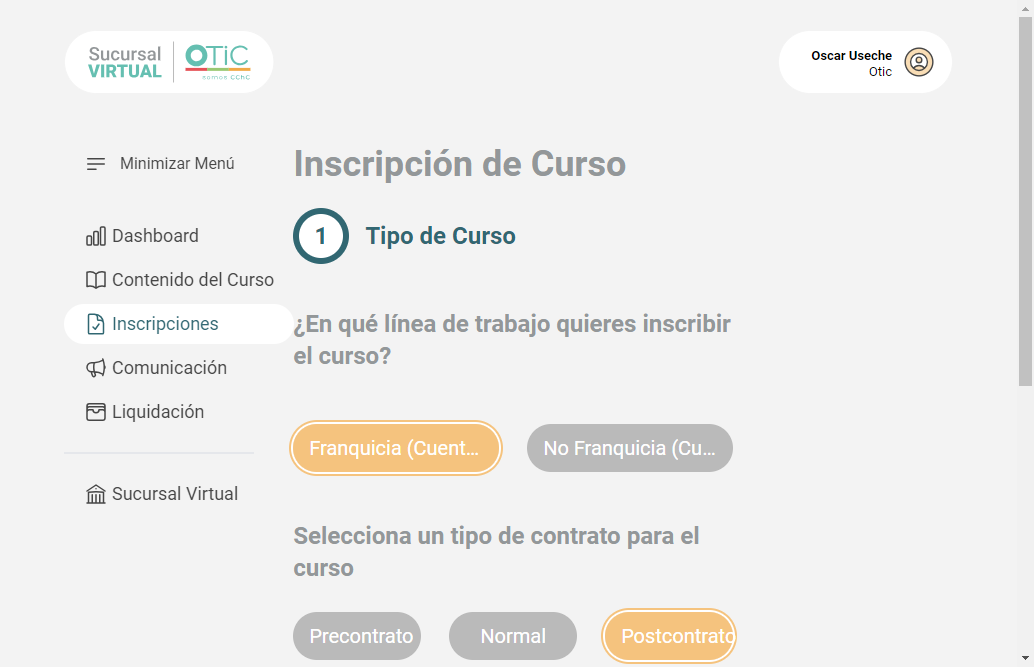 Sucursal
VIRTUAL
OTiC
somos CChC
Oscar Useche
Otic
Minimizar Menú
Dashboard
Contenido del Curso
Inscripciones
Comunicación
Liquidación
Sucursal Virtual
Inscripción de Curso
1 Tipo de Curso
¿En qué línea de trabajo quieres inscribir
el curso?
Franquicia (Cuent...
No Franquicia (Cu...
Selecciona un tipo de contrato para el
curso
Precontrato
Normal
Postcontrato